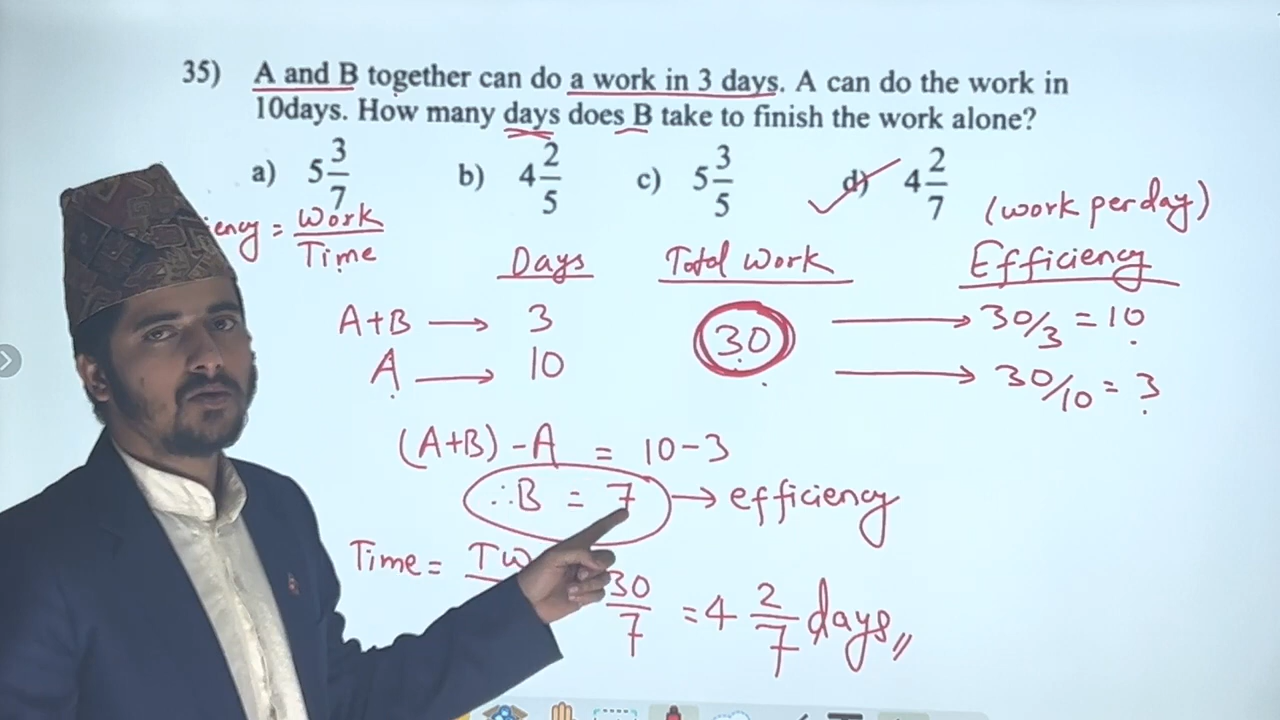 35) A and B together can do a work in 3 days. A can do the work in
10days. How many days does B take to finish the work alone?
a) 5 3/7 b) 4 2/5 c) 5 3/5 d) 4 2/7
(work per day)
iency = Work/Time
Days Total Work Efficiency
A+B → 3 30 → 30/3 = 10
A → 10 → 30/10 = 3
(A+B) - A = 10-3
∴B = 7 → efficiency
Time = TW 30/7 = 4 2/7 days